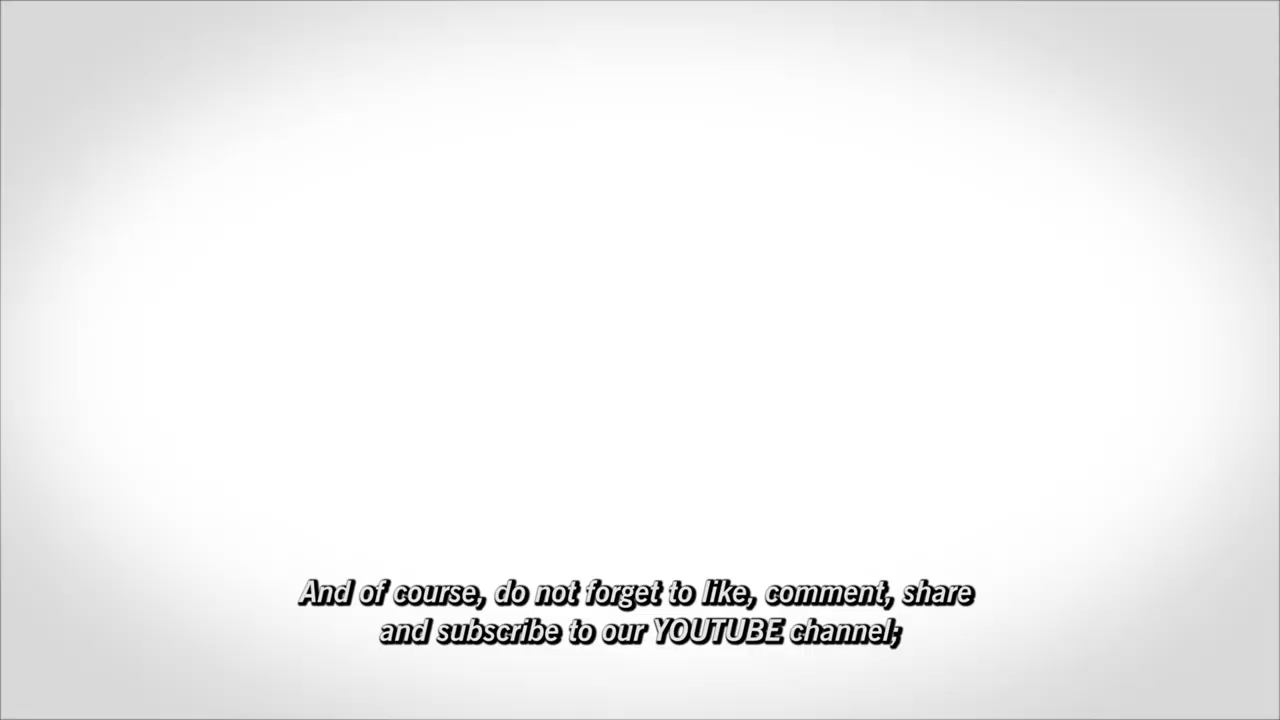 And of course, do not forget to like, comment, share
and subscribe to our YOUTUBE channel;